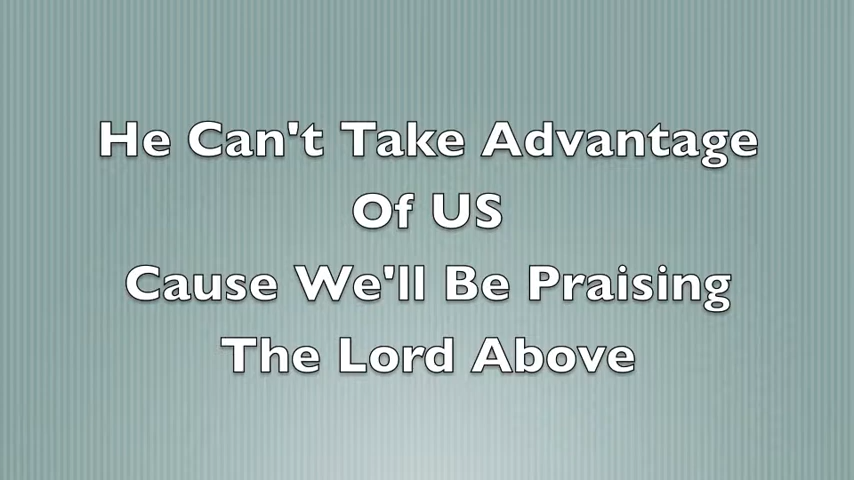 He Can't Take Advantage
Of US
Cause We'll Be Praising
The Lord Above